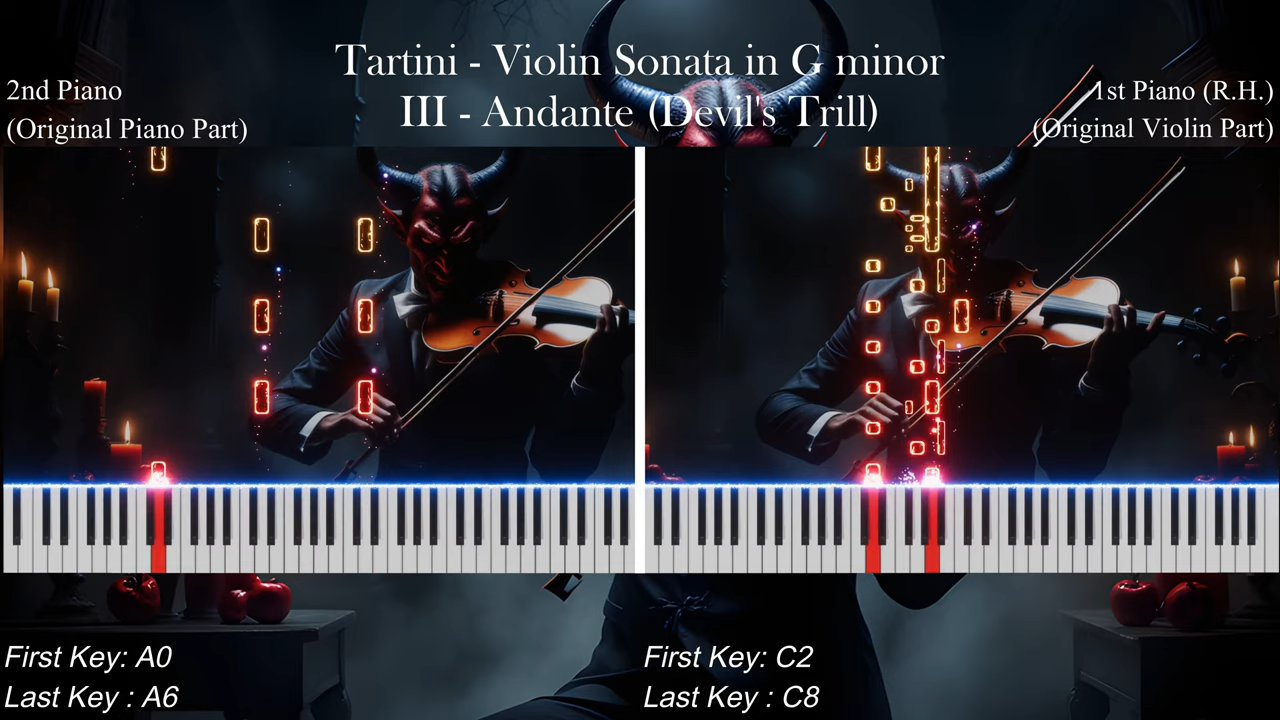 Tartini - Violin Sonata in G minor
III - Andante (Devil's Trill)
2nd Piano
(Original Piano Part)
1st Piano (R.H.)
(Original Violin Part)
First Key: A0
Last Key : A6
First Key: C2
Last Key : C8